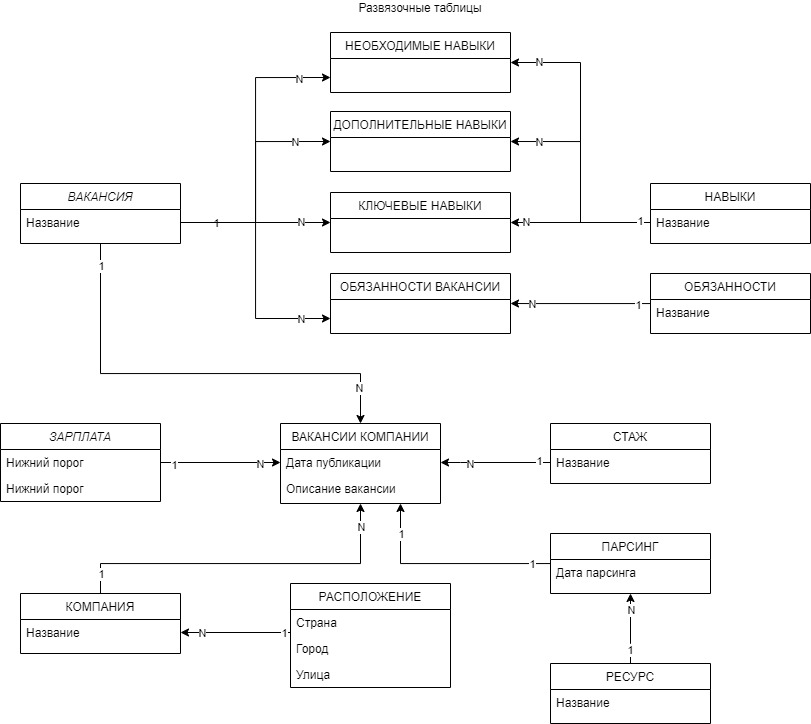 Развязочные таблицы
НЕОБХОДИМЫЕ НАВЫКИ
N
N
ДОПОЛНИТЕЛЬНЫЕ НАВЫКИ
N
N
ВАКАНСИЯ
Название
1
КЛЮЧЕВЫЕ НАВЫКИ
N
N
1
НАВЫКИ
Название
ОБЯЗАННОСТИ ВАКАНСИИ
N
N
1
ОБЯЗАННОСТИ
Название
1
N
ЗАРПЛАТА
Нижний порог
Нижний порог
1
N
ВАКАНСИИ КОМПАНИИ
Дата публикации
Описание вакансии
N
1
СТАЖ
Название
N
1
1
1
ПАРСИНГ
Дата парсинга
КОМПАНИЯ
Название
N
1
РАСПОЛОЖЕНИЕ
Страна
Город
Улица
N
1
РЕСУРС
Название